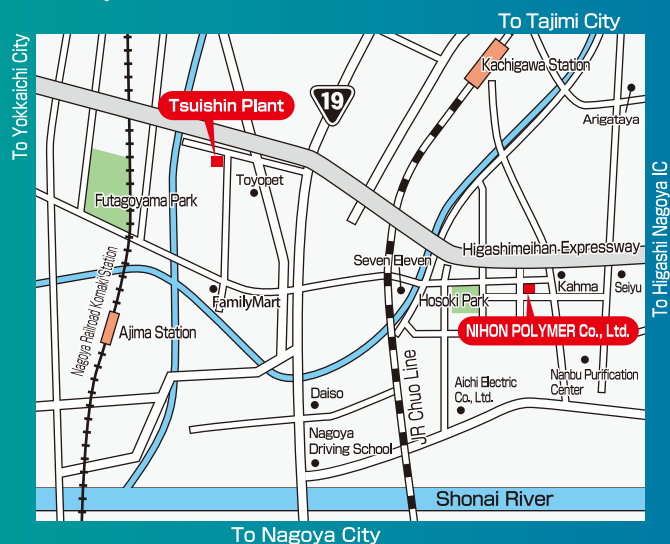 To Tajimi City
To Yokkaichi City
Kachigawa Station
19
Tsuishin Plant
Arigataya
Toyopet
Futagoyama Park
To Higashi Nagoya IC
Higashimeihan Expressway
Seven Eleven
Nagoya Railroad Komaki Station
Kahma
Seiyu
FamilyMart
Hosoki Park
Ajima Station
NIHON POLYMER Co., Ltd.
JR Chuo Line
Nanbu Purification
Center
Aichi Electric
Co., Ltd.
Daiso
Nagoya
Driving School
Shonai River
To Nagoya City